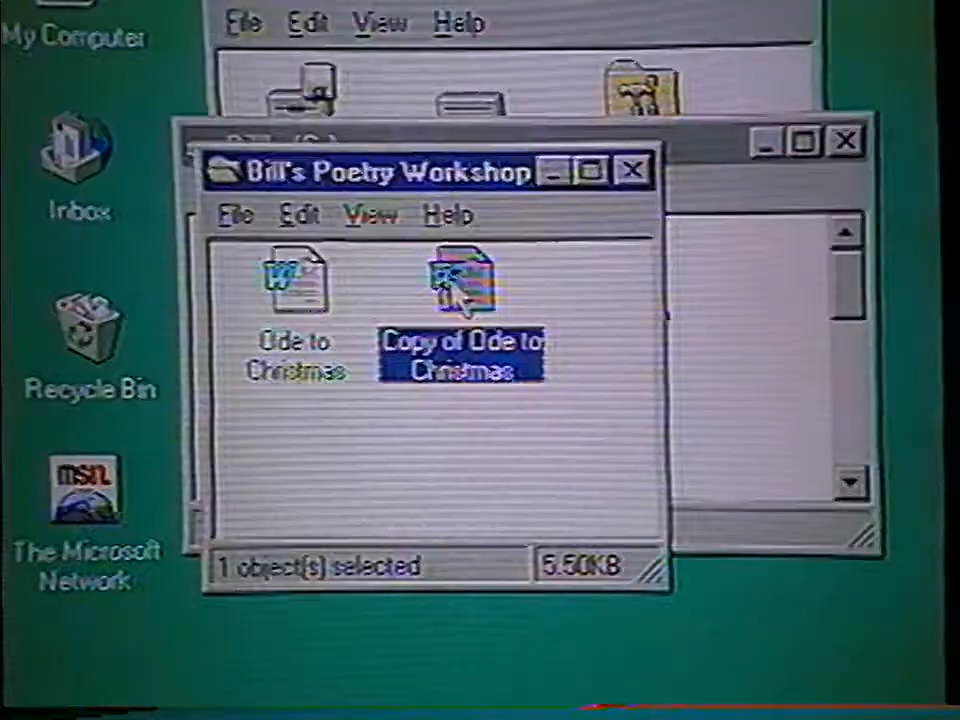 File Edit View Help
My Computer
Bill's Poetry Workshop
File Edit View Help
Inbox
Ode to
Christmas
Copy of Ode to
Christmas
Recycle Bin
msn
The Microsoft
Network
1 object(s) selected
5.50KB